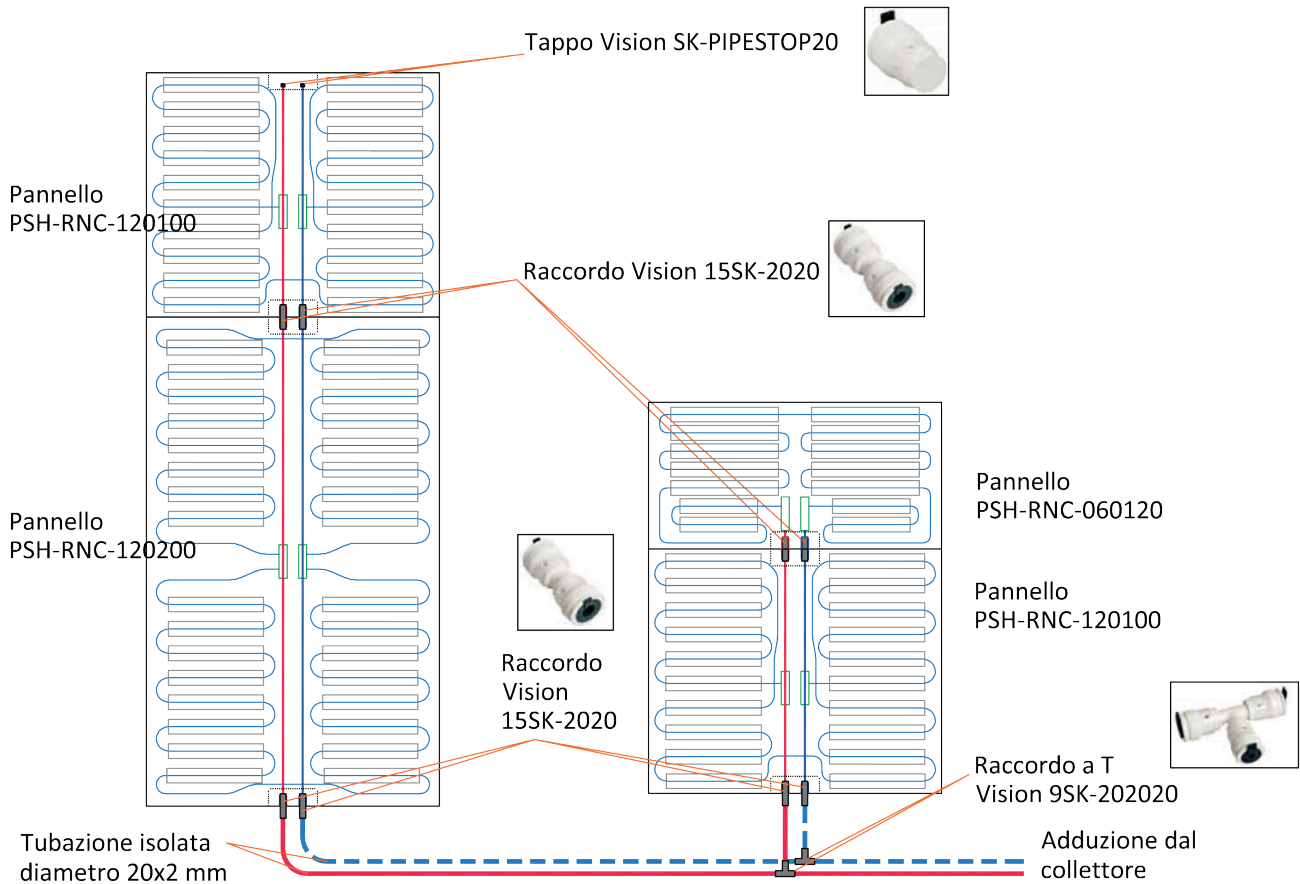 Tappo Vision SK-PIPESTOP20
Pannello
PSH-RNC-120100
Raccordo Vision 15SK-2020
Pannello
PSH-RNC-120200
Pannello
PSH-RNC-060120
Pannello
PSH-RNC-120100
Raccordo
Vision
15SK-2020
Raccordo a T
Vision 9SK-202020
Tubazione isolata
diametro 20x2 mm
Adduzione dal
collettore